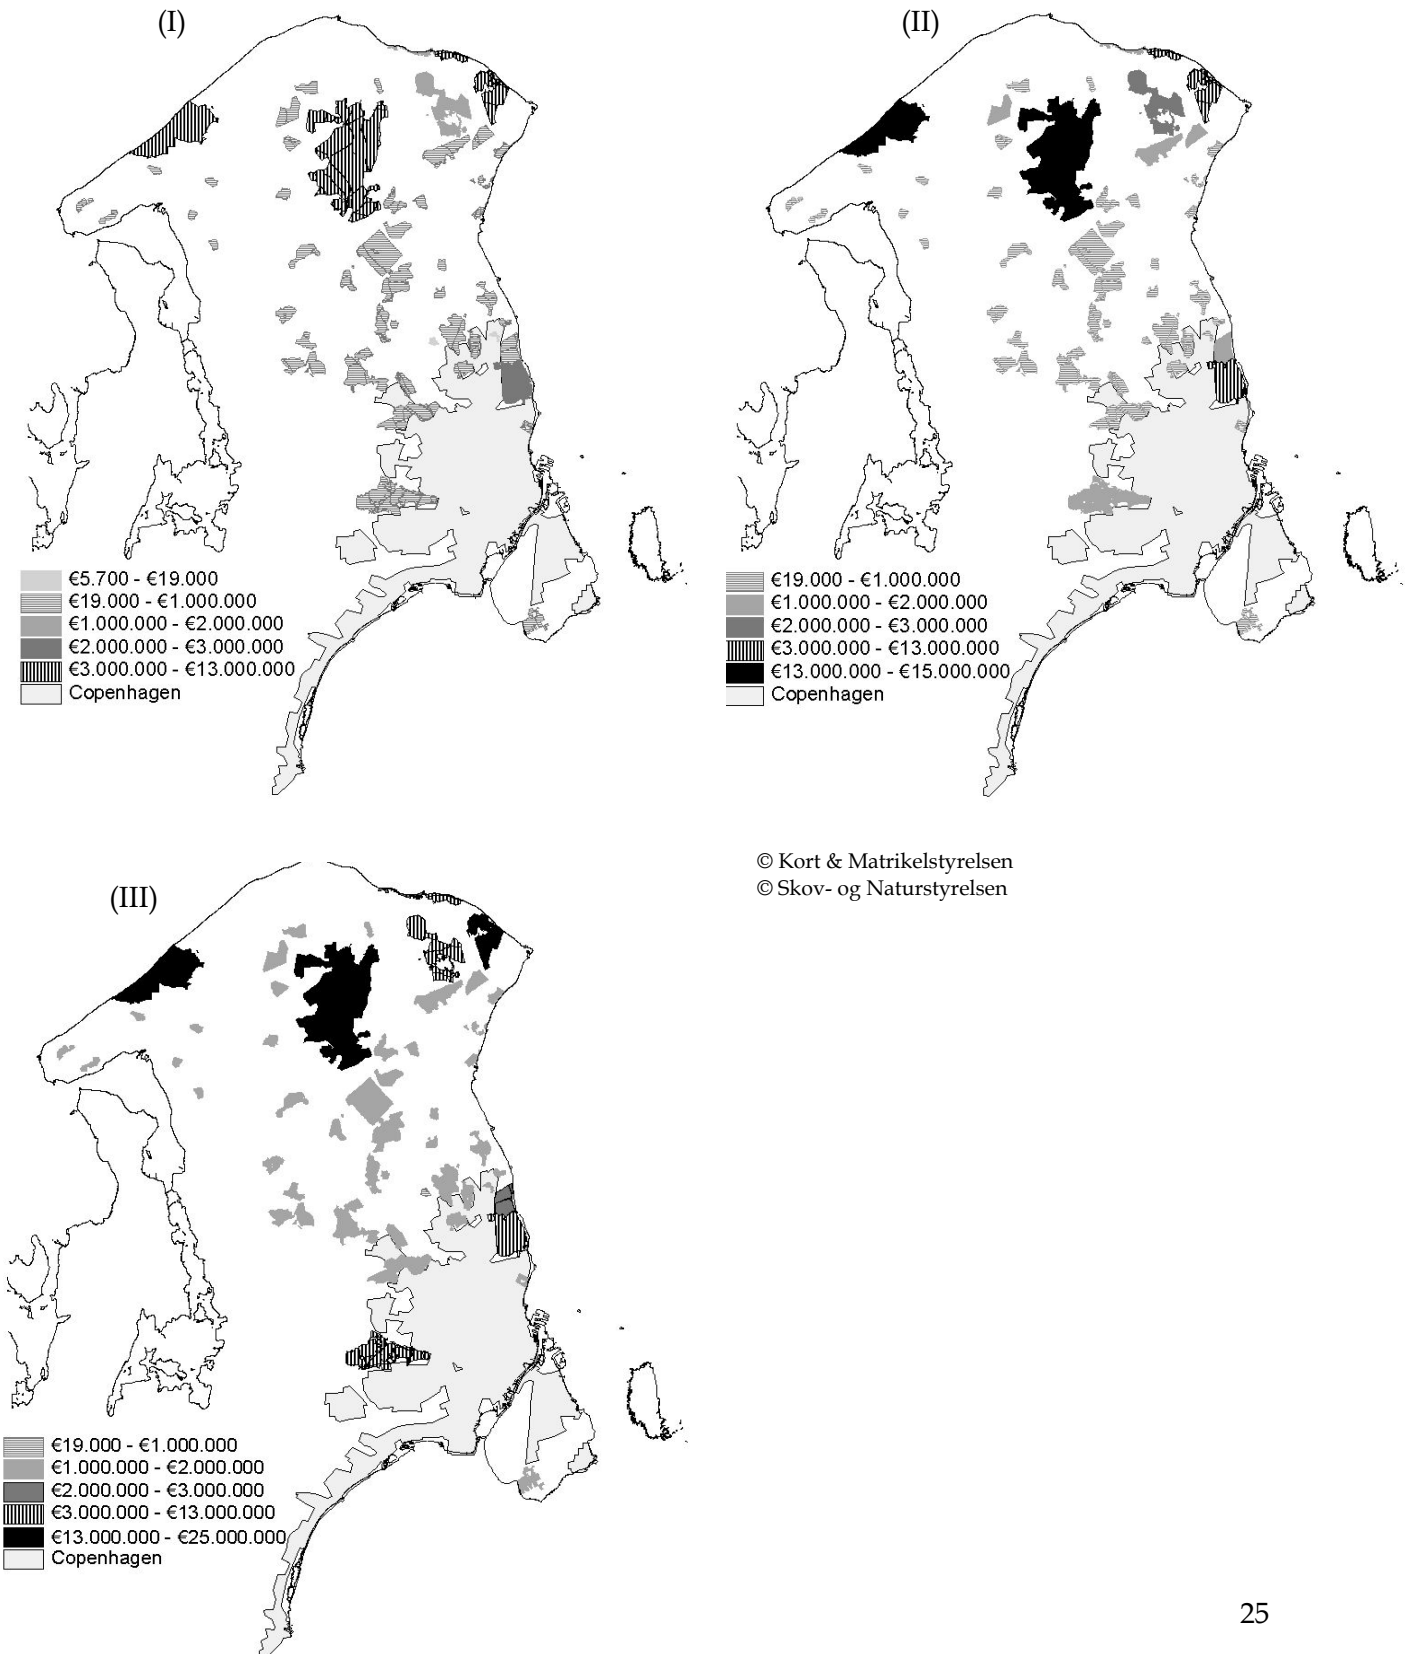 (I)
€5.700 - €19.000
€19.000 - €1.000.000
€1.000.000 - €2.000.000
€2.000.000 - €3.000.000
€3.000.000 - €13.000.000
Copenhagen
(II)
€19.000 - €1.000.000
€1.000.000 - €2.000.000
€2.000.000 - €3.000.000
€3.000.000 - €13.000.000
€13.000.000 - €15.000.000
Copenhagen
© Kort & Matrikelstyrelsen
© Skov- og Naturstyrelsen
(III)
€19.000 - €1.000.000
€1.000.000 - €2.000.000
€2.000.000 - €3.000.000
€3.000.000 - €13.000.000
€13.000.000 - €25.000.000
Copenhagen
25